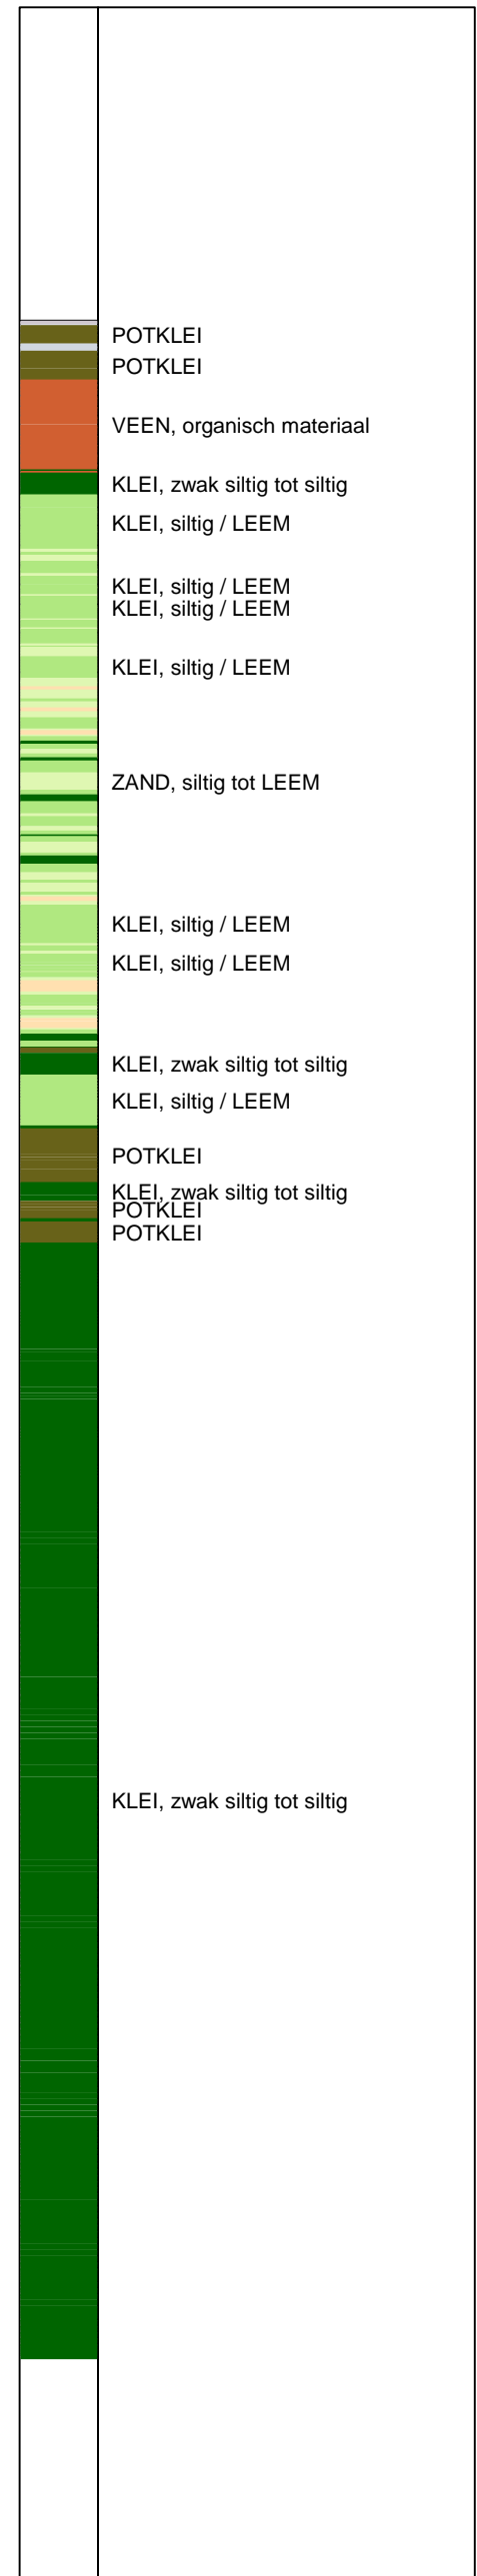 POTKLEI
POTKLEI
VEEN, organisch materiaal
KLEI, zwak siltig tot siltig
KLEI, siltig / LEEM
KLEI, siltig / LEEM
KLEI, siltig / LEEM
KLEI, siltig / LEEM
ZAND, siltig tot LEEM
KLEI, siltig / LEEM
KLEI, siltig / LEEM
KLEI, zwak siltig tot siltig
KLEI, siltig / LEEM
POTKLEI
KLEI, zwak siltig tot siltig
POTKLEI
POTKLEI
KLEI, zwak siltig tot siltig